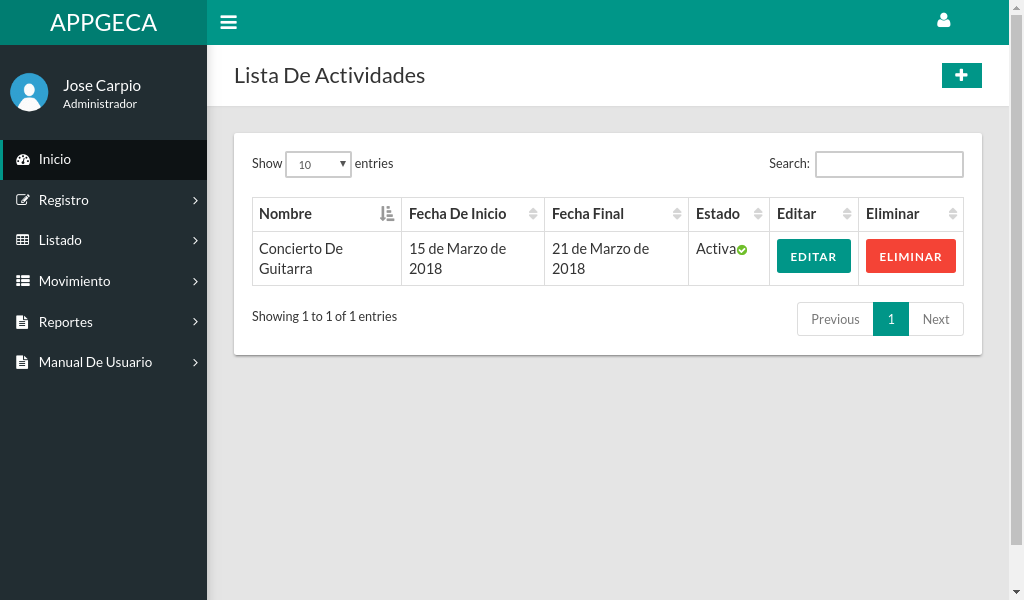 APPGECA
Jose Carpio
Administrador
Inicio
Registro
Listado
Movimiento
Reportes
Manual De Usuario
Lista De Actividades
Show 10 entries
Search:
Nombre Fecha De Inicio Fecha Final Estado Editar Eliminar
Concierto De Guitarra 15 de Marzo de 2018 21 de Marzo de 2018 Activa EDITAR ELIMINAR
Showing 1 to 1 of 1 entries
Previous 1 Next